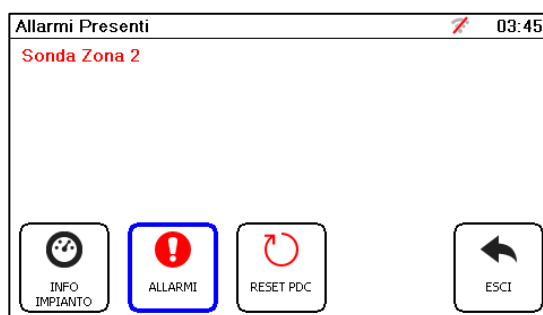 Allarmi Presenti 03:45
Sonda Zona 2
INFO IMPIANTO
ALLARMI
RESET PDC
ESCI